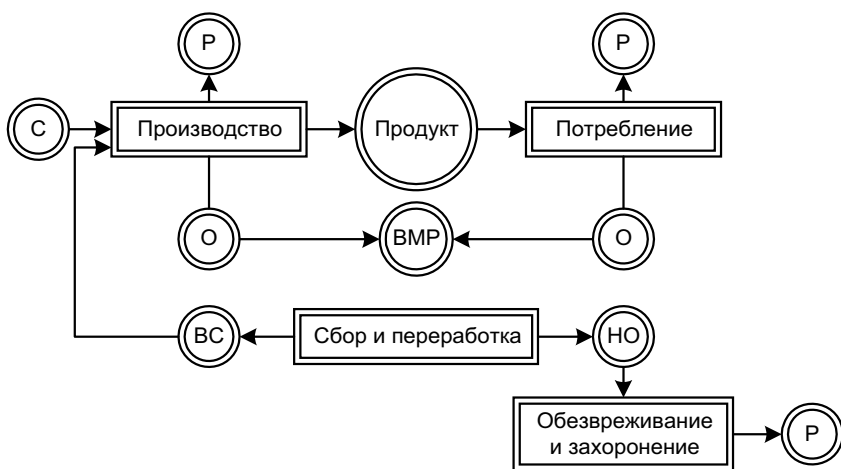 Р
Р
С
Производство
Продукт
Потребление
О
ВМР
О
ВС
Сбор и переработка
НО
Обезвреживание
и захоронение
Р